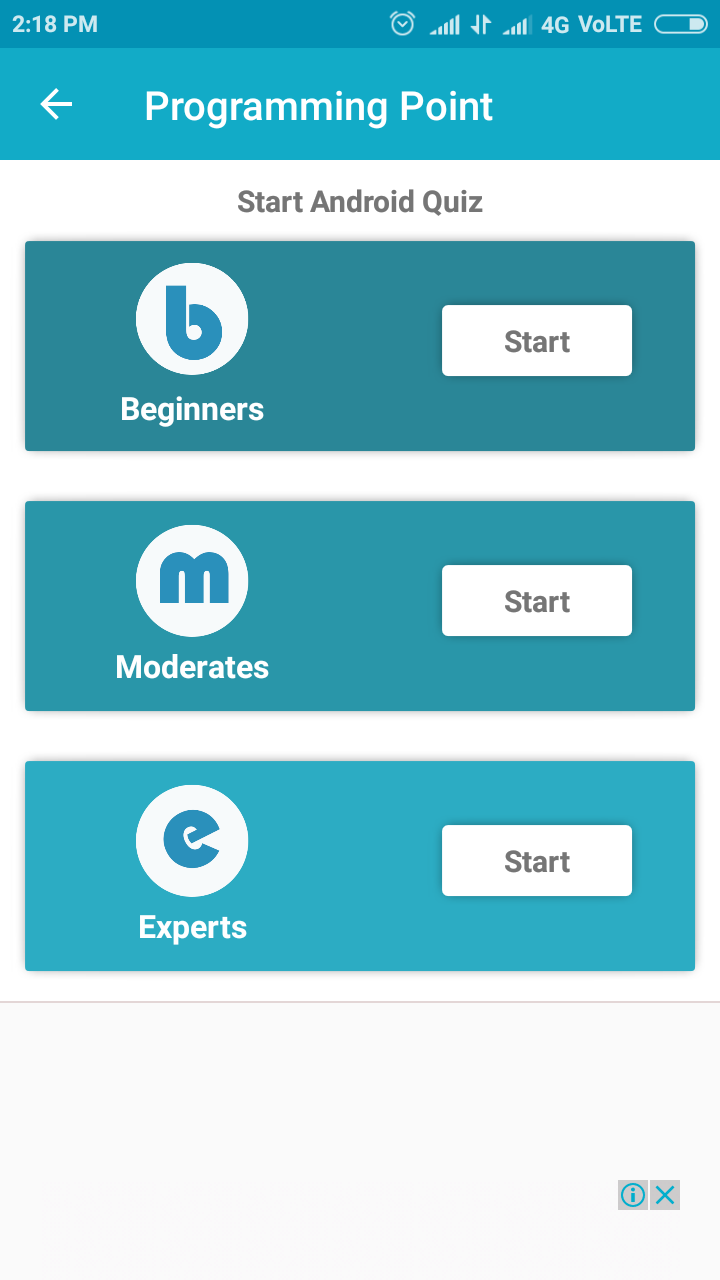 2:18 PM 4G VoLTE
Programming Point
Start Android Quiz
b
Start
Beginners
m
Start
Moderates
e
Start
Experts